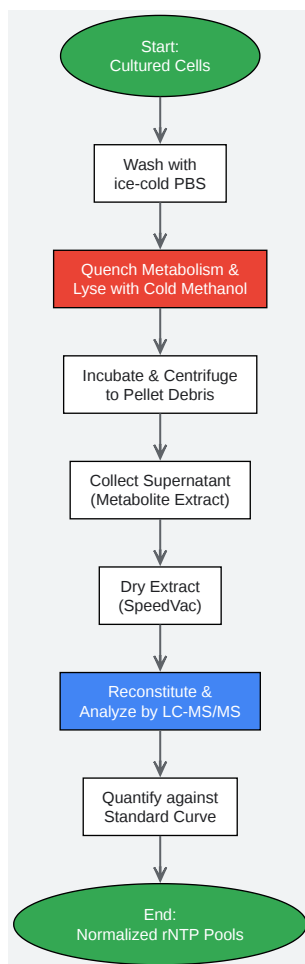 Start:
Cultured Cells
Wash with
ice-cold PBS
Quench Metabolism &
Lyse with Cold Methanol
Incubate & Centrifuge
to Pellet Debris
Collect Supernatant
(Metabolite Extract)
Dry Extract
(SpeedVac)
Reconstitute &
Analyze by LC-MS/MS
Quantify against
Standard Curve
End:
Normalized rNTP Pools